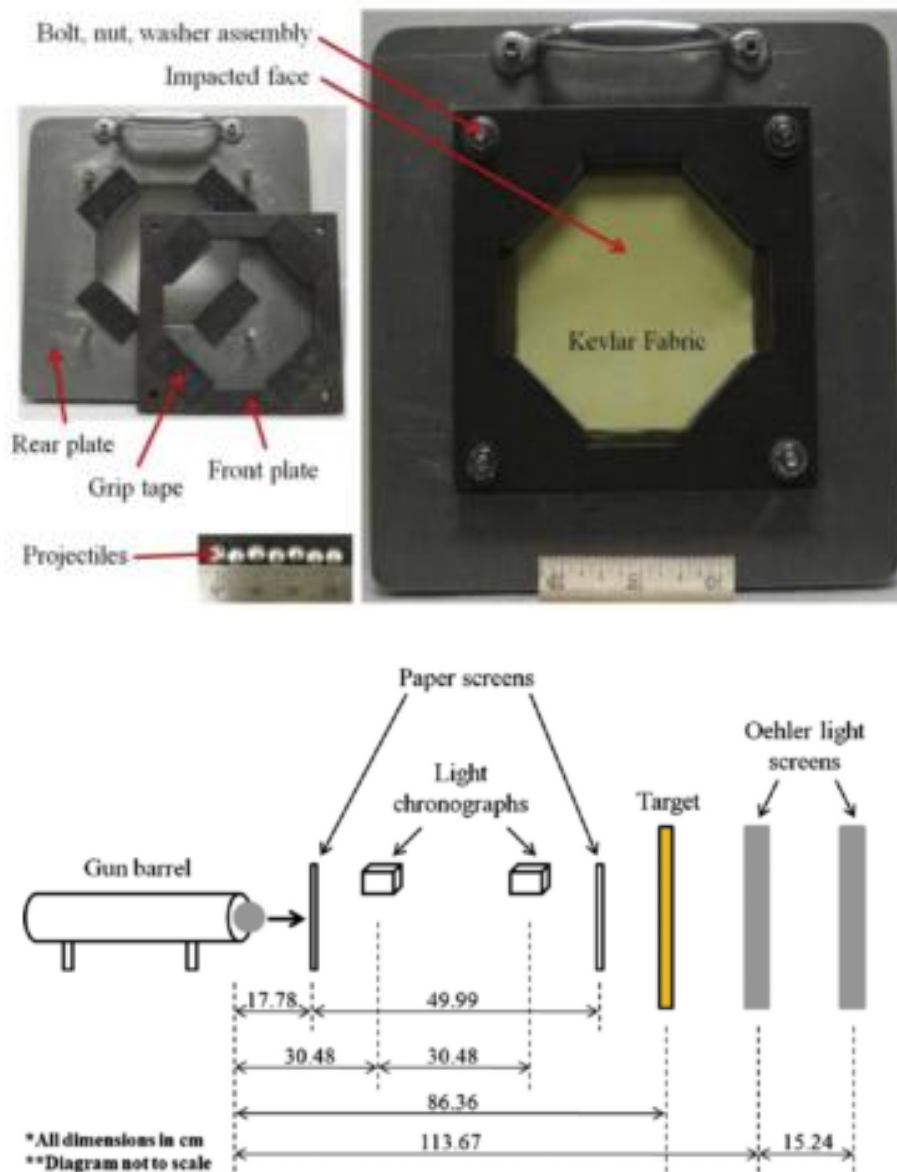 Bolt, nut, washer assembly
Impacted face
Kevlar Fabric
Rear plate
Grip tape
Front plate
Projectiles
Paper screens
Oehler light
screens
Light
chronographs
Target
Gun barrel
17.78
49.99
30.48
30.48
86.36
113.67
15.24
*All dimensions in cm
**Diagram not to scale